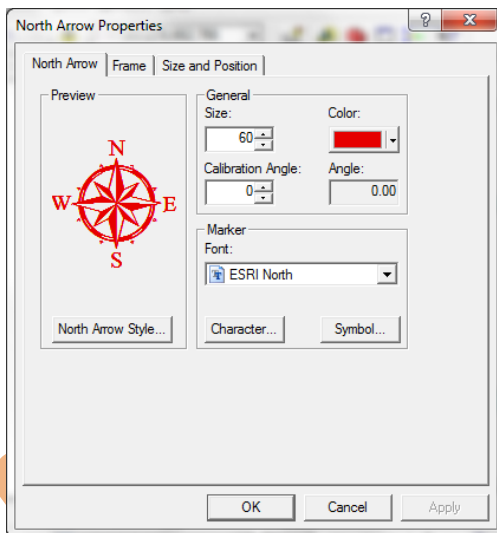 North Arrow Properties
?
X
North Arrow
Frame
Size and Position
Preview
N
W
E
S
North Arrow Style...
General
Size:
Color:
60
Calibration Angle:
Angle:
0
0.00
Marker
Font:
ESRI North
Character...
Symbol...
OK
Cancel
Apply